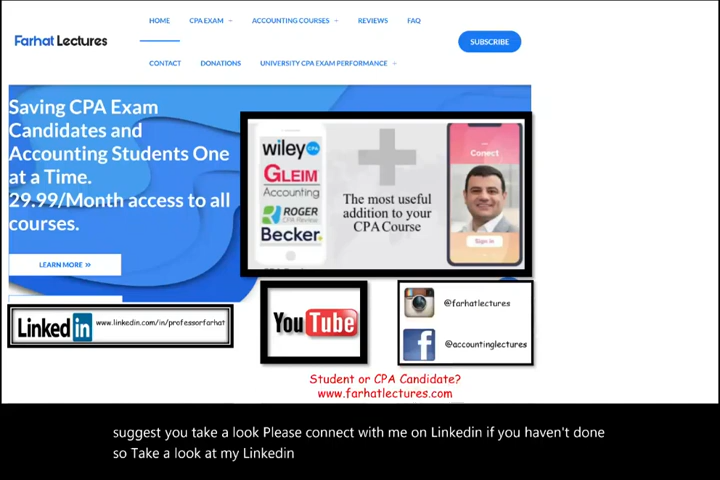 HOME CPA EXAM ACCOUNTING COURSES REVIEWS FAQ
Farhat Lectures
SUBSCRIBE
CONTACT DONATIONS UNIVERSITY CPA EXAM PERFORMANCE
Saving CPA Exam
Candidates and
Accounting Students One
at a Time.
29.99/Month access to all
courses.
LEARN MORE »
wiley CPA
GLEIM
Accounting
ROGER
CPA Review
Becker
The most useful
addition to your
CPA Course
Conect
Sign in
Linked in www.linkedin.com/in/professorfarhat
YouTube
@farhatlectures
@accountinglectures
Student or CPA Candidate?
www.farhatlectures.com
suggest you take a look Please connect with me on Linkedin if you haven't done
so Take a look at my Linkedin